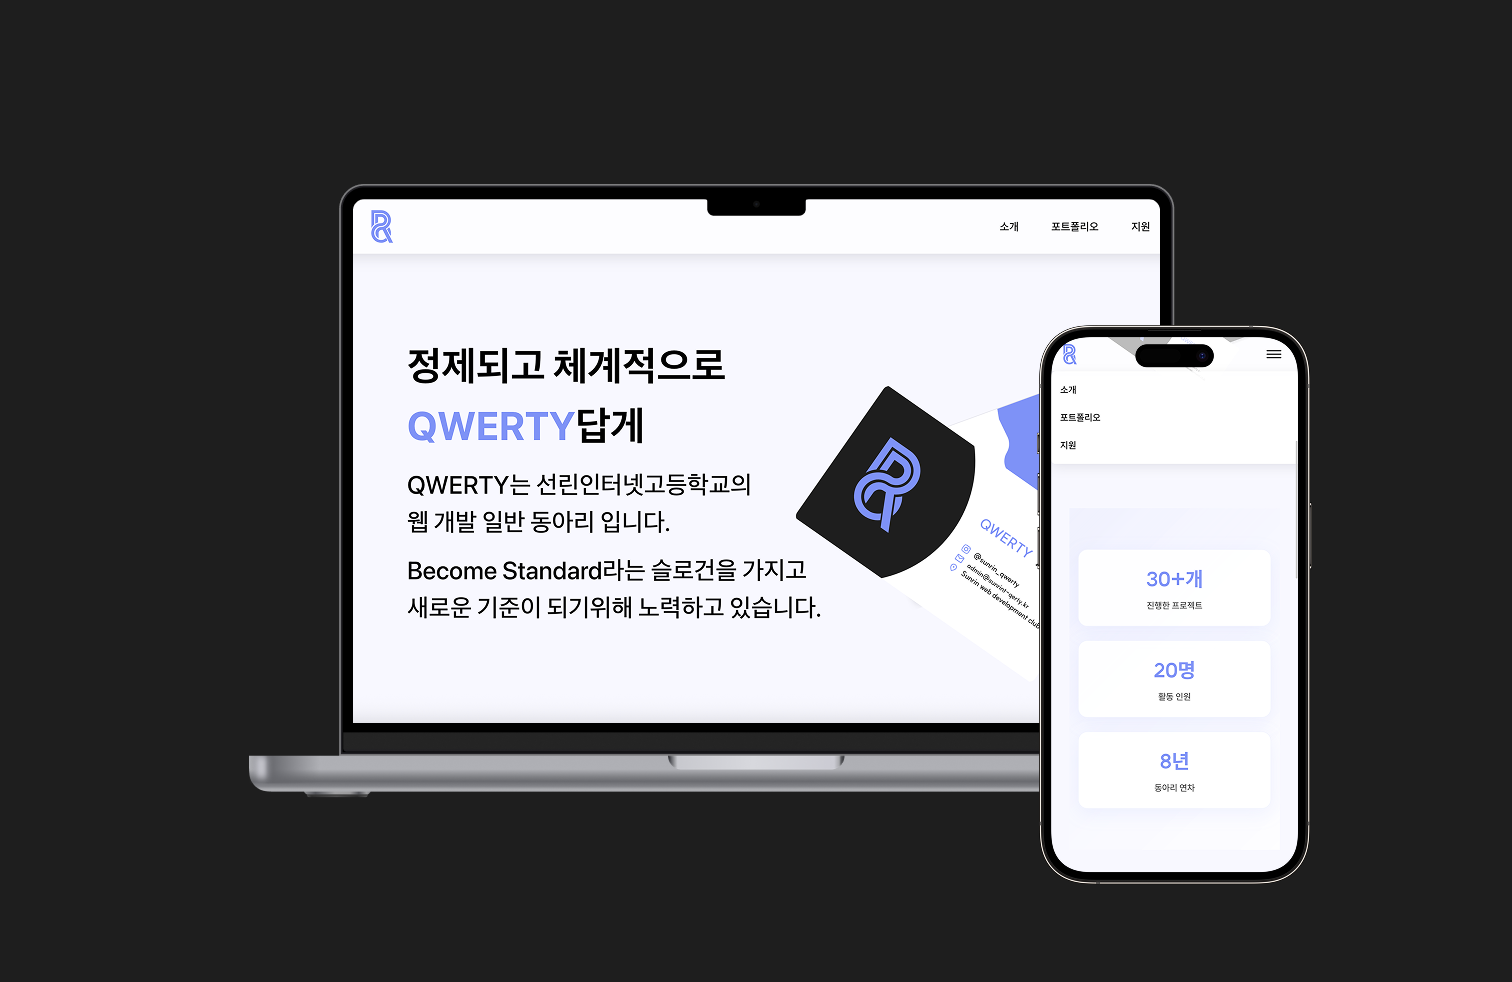 소개
포트폴리오
지원
정제되고 체계적으로
QWERTY답게
QWERTY는 선린인터넷고등학교의
웹 개발 일반 동아리 입니다.
Become Standard라는 슬로건을 가지고
새로운 기준이 되기위해 노력하고 있습니다.
QWERTY
@sunrin_qwerty
Sunrin web development club
소개
포트폴리오
지원
30+개
진행한 프로젝트
20명
활동 인원
8년
동아리 연차